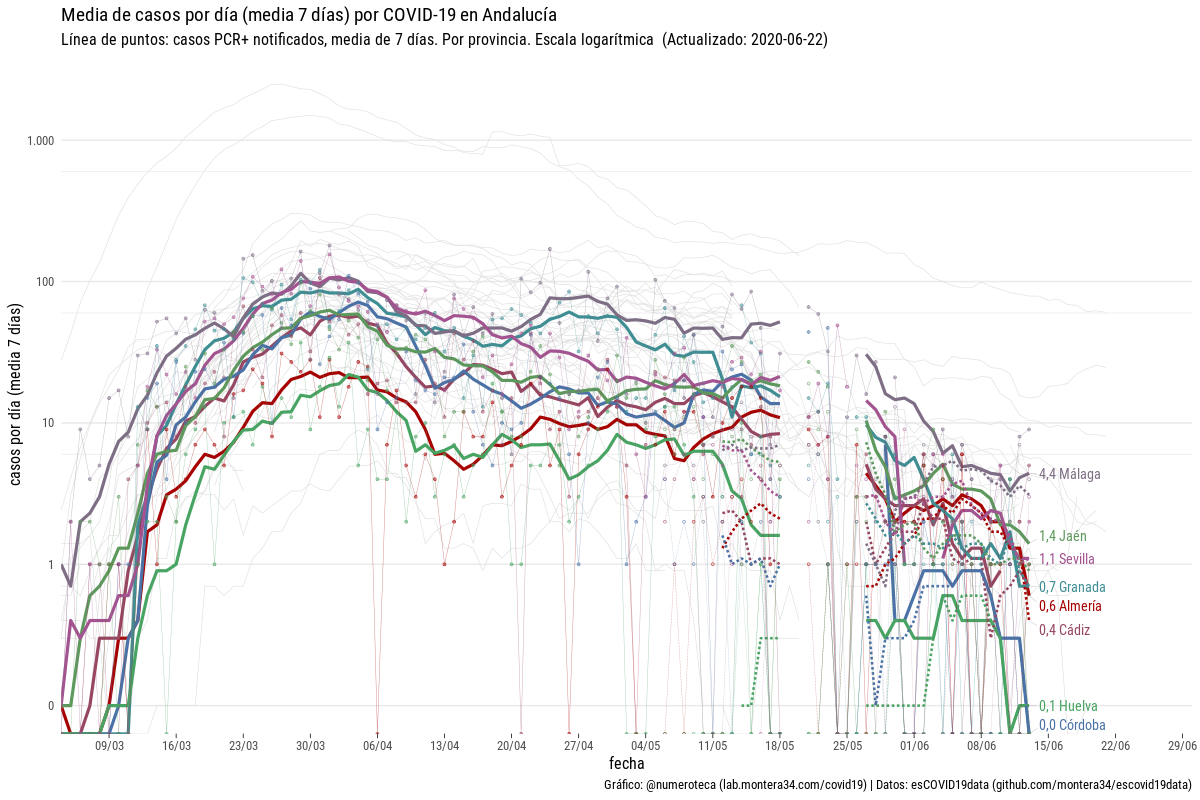 Media de casos por día (media 7 días) por COVID-19 en Andalucía
Línea de puntos: casos PCR+ notificados, media de 7 días. Por provincia. Escala logarítmica (Actualizado: 2020-06-22)
casos por día (media 7 días)
1.000
100
10
1
0
4,4 Málaga
1,4 Jaén
1,1 Sevilla
0,7 Granada
0,6 Almería
0,4 Cádiz
0,1 Huelva
0,0 Córdoba
09/03
16/03
23/03
30/03
06/04
13/04
20/04
27/04
04/05
11/05
18/05
25/05
01/06
08/06
15/06
22/06
29/06
fecha
Gráfico: @numeroteca (lab.montera34.com/covid19) | Datos: esCOVID19data (github.com/montera34/escovid19data)